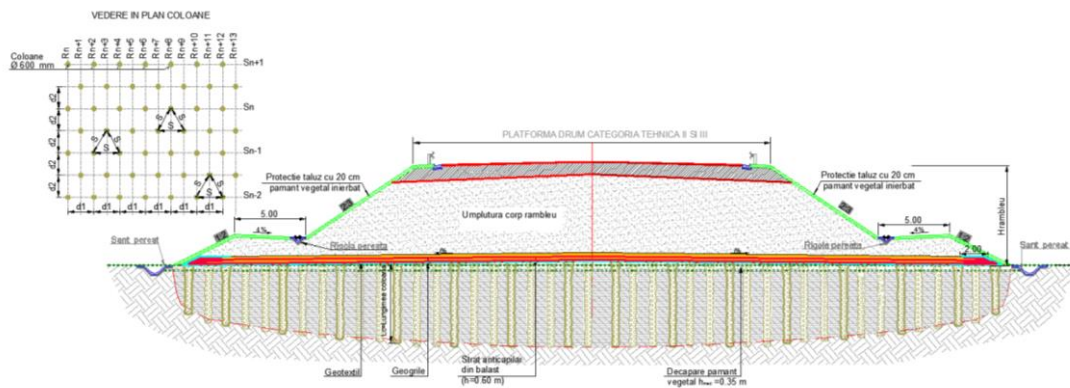 VEDERE IN PLAN COLOANE
Rn
Rn+1
Rn+2
Rn+3
Rn+4
Rn+5
Rn+6
Rn+7
Rn+8
Rn+9
Rn+10
Rn+11
Rn+12
Rn+13
Coloane
Ø 600 mm
Sn+1
Sn
Sn-1
Sn-2
d2
d2
d2
d2
S
S
S
S
S
S
S
S
S
d1
d1
d1
d1
d1
d1
PLATFORMA DRUM CATEGORIA TEHNICA II SI III
Protectie taluz cu 20 cm
pamant vegetal inierbat
Protectie taluz cu 20 cm
pamant vegetal inierbat
5.00
4%
Umplutura corp rambleu
5.00
4%
Hrambleu
Sant pereat
Rigola pereata
Rigola pereata
2.00
Sant pereat
Lc=Lungimea coloana
Geotextil
Geogrile
Strat anticapilar
din balast
(h=0.60 m)
Decapare pamant
vegetal
=0.35 m